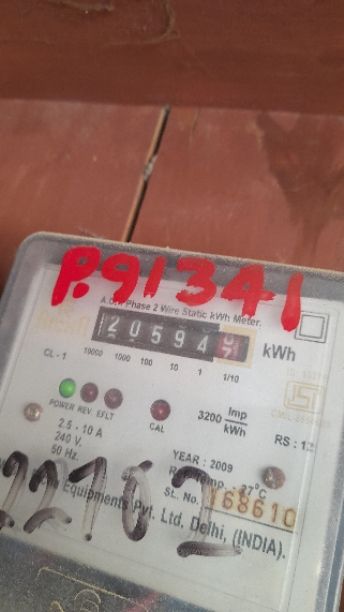 P.91341
A.C. Phase 2 Wire Static kWh Meter.
20594 kWh
CL - 1 10000 1000 100 10 1 1/10
POWER REV EFLT CAL 3200 Imp/kWh
RS : 12
2.5 - 10 A
240 V.
50 Hz.
YEAR : 2009
Ref. Temp. : 27°C
SL. No. 168610
Equipments Pvt. Ltd, Delhi, (INDIA).